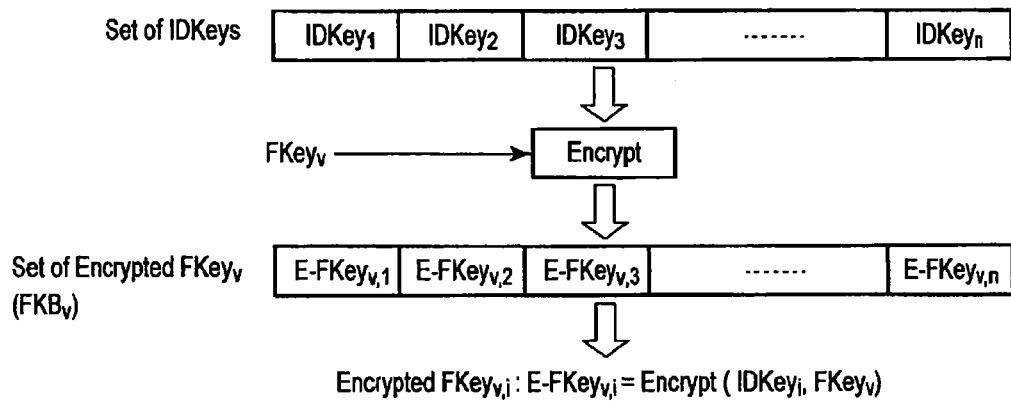 Set of IDKeys IDKey1 IDKey2 IDKey3 ------- IDKeyn
FKeyv Encrypt
Set of Encrypted FKeyv E-FKeyv,1 E-FKeyv,2 E-FKeyv,3 ------- E-FKeyv,n
(FKBv)
Encrypted FKeyv,i : E-FKeyv,i = Encrypt ( IDKeyi, FKeyv)